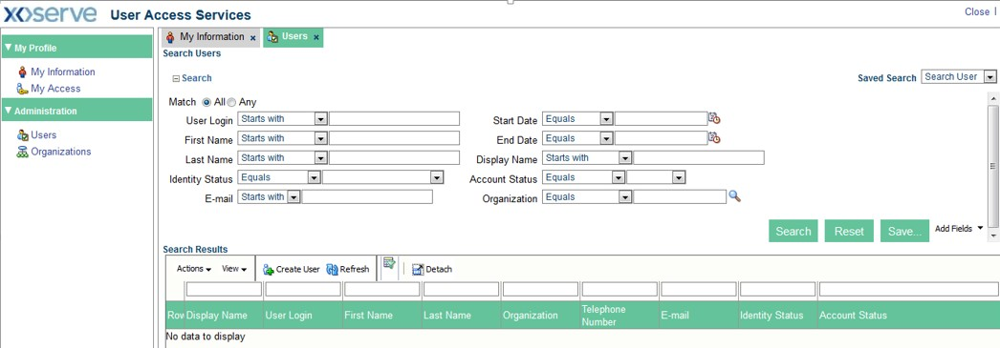 xoserve User Access Services
Close
My Profile
My Information
My Access
Administration
Users
Organizations
My Information x
Users x
Search Users
Search
Saved Search Search User
Match All Any
User Login Starts with
Start Date Equals
First Name Starts with
End Date Equals
Last Name Starts with
Display Name Starts with
Identity Status Equals
Account Status Equals
E-mail Starts with
Organization Equals
Search Reset Save... Add Fields
Search Results
Actions View Create User Refresh Detach
Row Display Name User Login First Name Last Name Organization Telephone Number E-mail Identity Status Account Status
No data to display